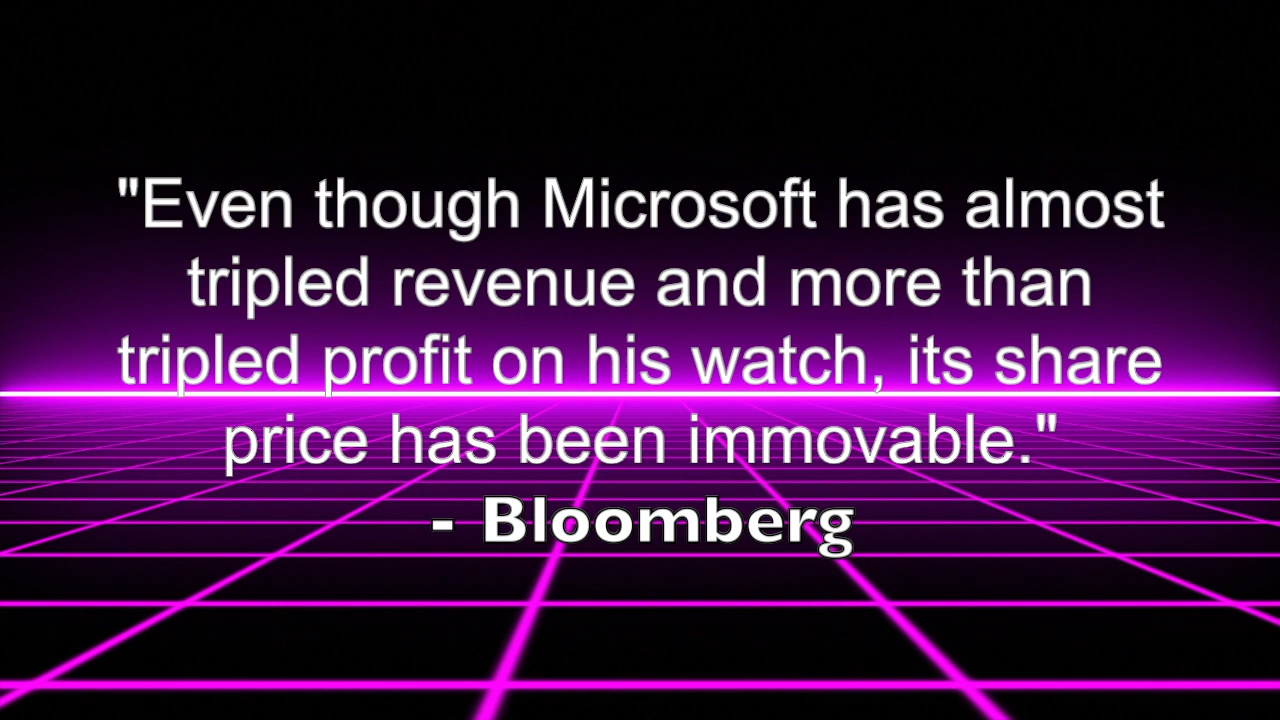 "Even though Microsoft has almost
tripled revenue and more than
tripled profit on his watch, its share
price has been immovable."
- Bloomberg